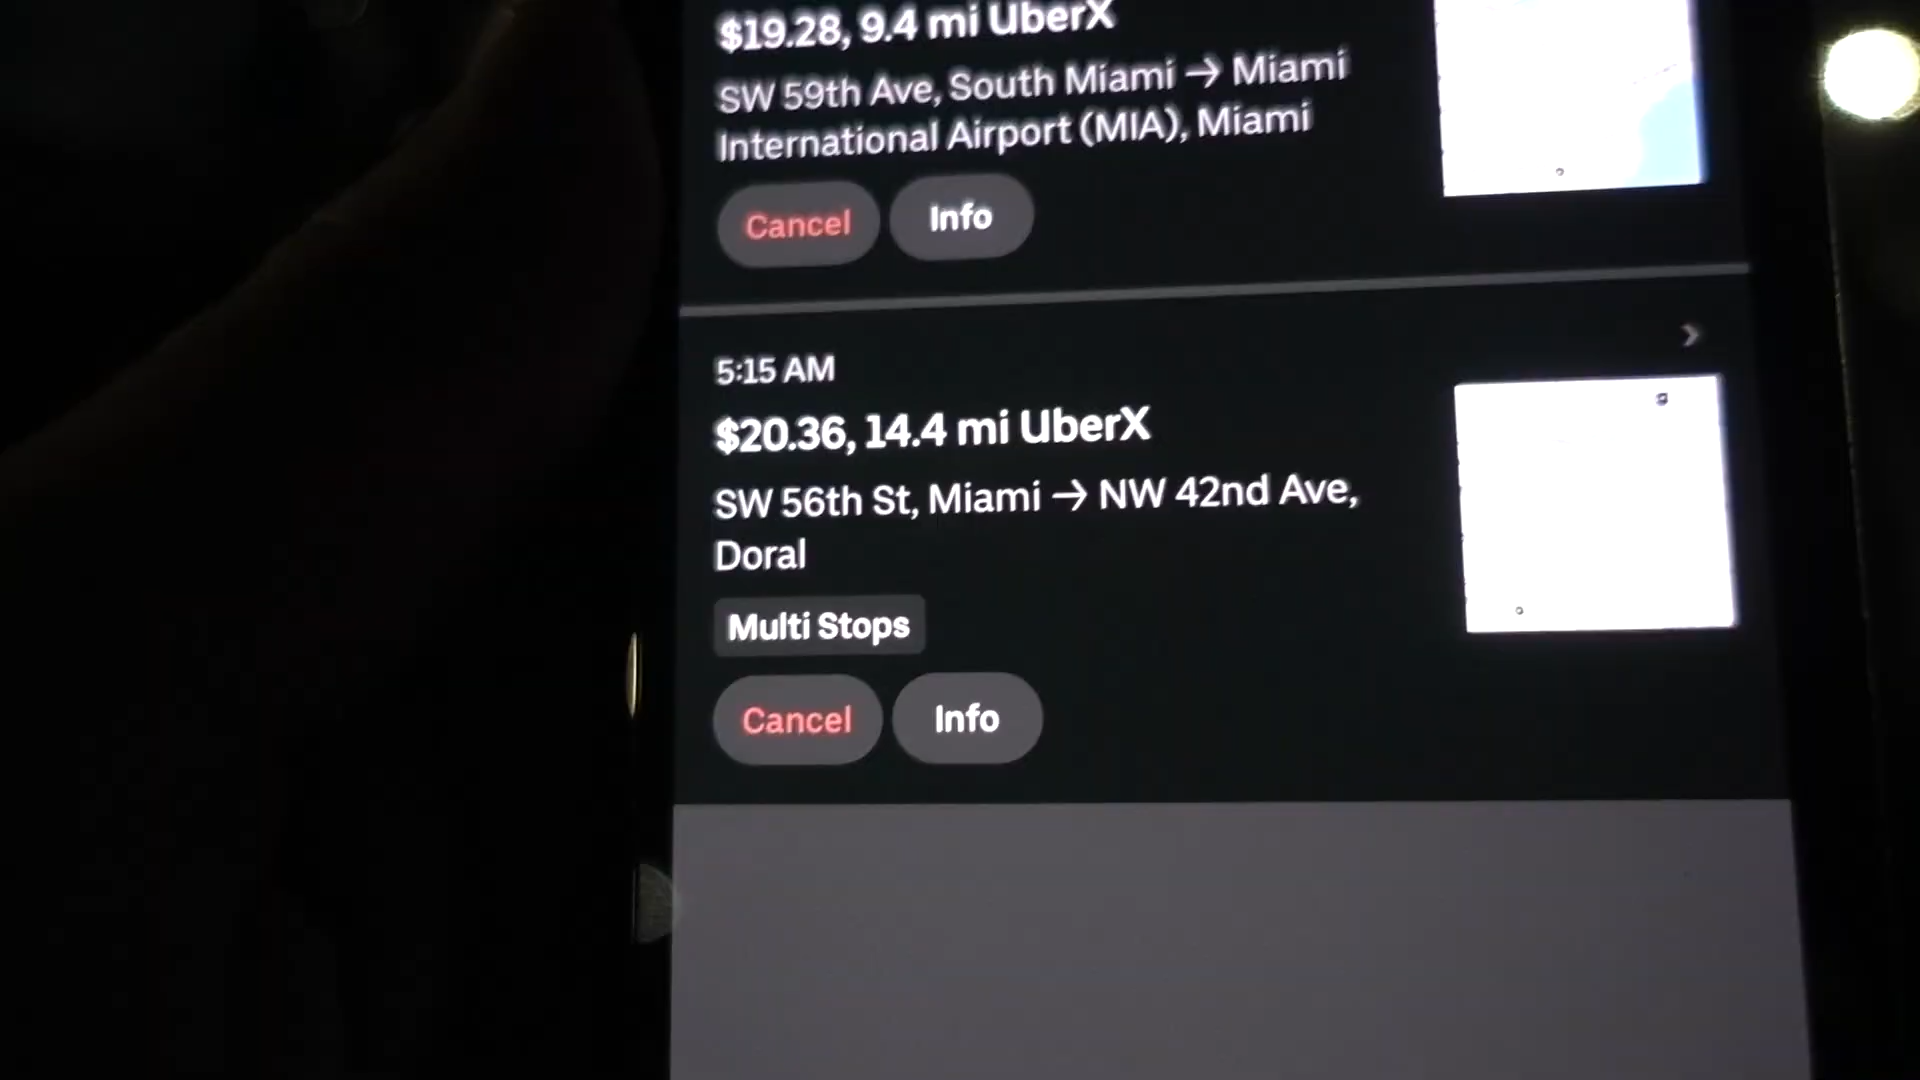 $19.28, 9.4 mi UberX
SW 59th Ave, South Miami → Miami
International Airport (MIA), Miami
Cancel Info
5:15 AM
$20.36, 14.4 mi UberX
SW 56th St, Miami → NW 42nd Ave,
Doral
Multi Stops
Cancel Info